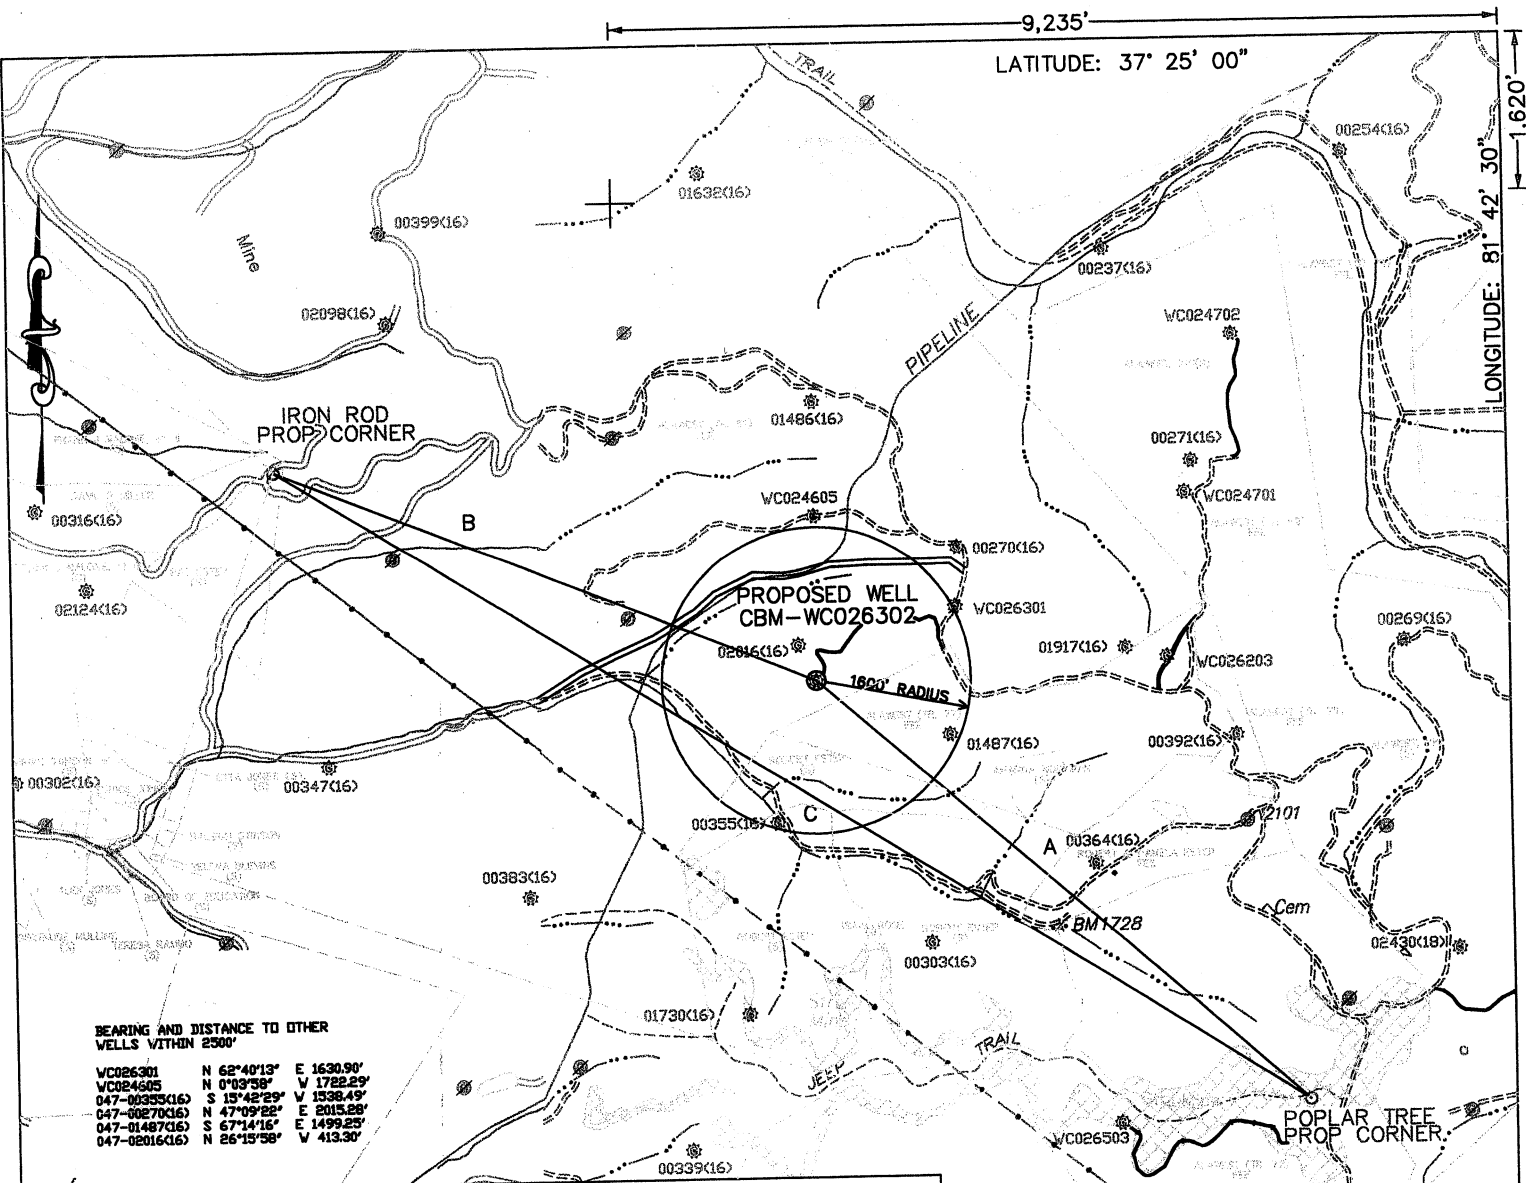 9,235'
LATITUDE: 37° 25' 00"
1.620'
LONGITUDE: 81° 42' 30"
TRAIL
00254(16)
01632(16)
00399(16)
Mine
00237(16)
02098(16)
WC024702
PIPELINE
IRON ROD
PROP CORNER
01486(16)
00271(16)
WC024605
WC024701
00316(16)
B
00270(16)
02124(16)
PROPOSED WELL
CBM-WC026302
WC026301
00269(16)
02016(16)
01917(16)
WC026203
1600' RADIUS
01487(16)
00392(16)
00302(16)
00347(16)
00355(16)
C
2101
A
00364(16)
00383(16)
Cem
BM1728
00303(16)
02430(18)
01730(16)
JEEP
TRAIL
BEARING AND DISTANCE TO OTHER
WELLS WITHIN 2500'
WC026301 N 62°40'13" E 1630.90'
WC024605 N 0°03'58" W 1722.29'
047-00355(16) S 15°42'29" W 1538.49'
047-00270(16) N 47°09'22" E 2015.28'
047-01487(16) S 67°14'16" E 1499.25'
047-02016(16) N 26°15'58" W 413.30'
POPLAR TREE
PROP CORNER
WC026503
00339(16)